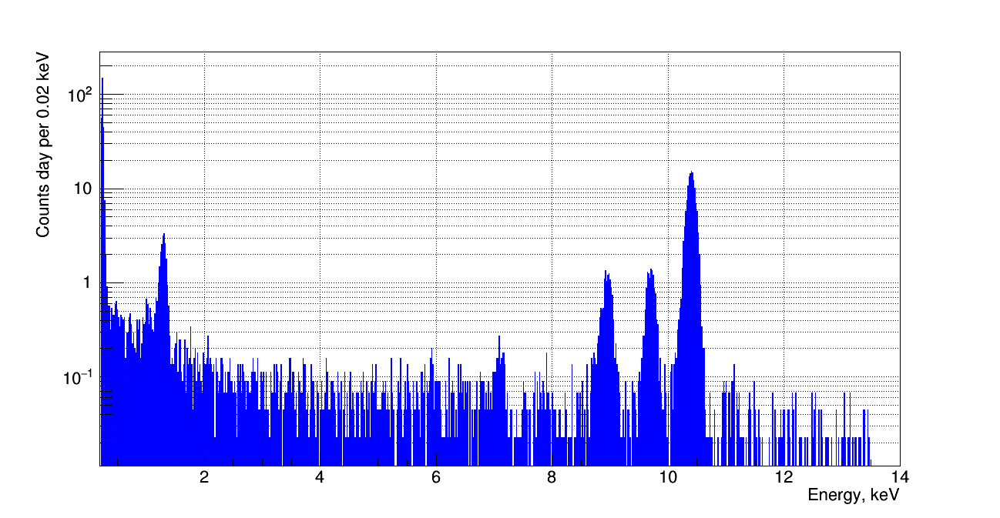 Counts day per 0.02 keV
10²
10
1
10⁻¹
2 4 6 8 10 12 14
Energy, keV